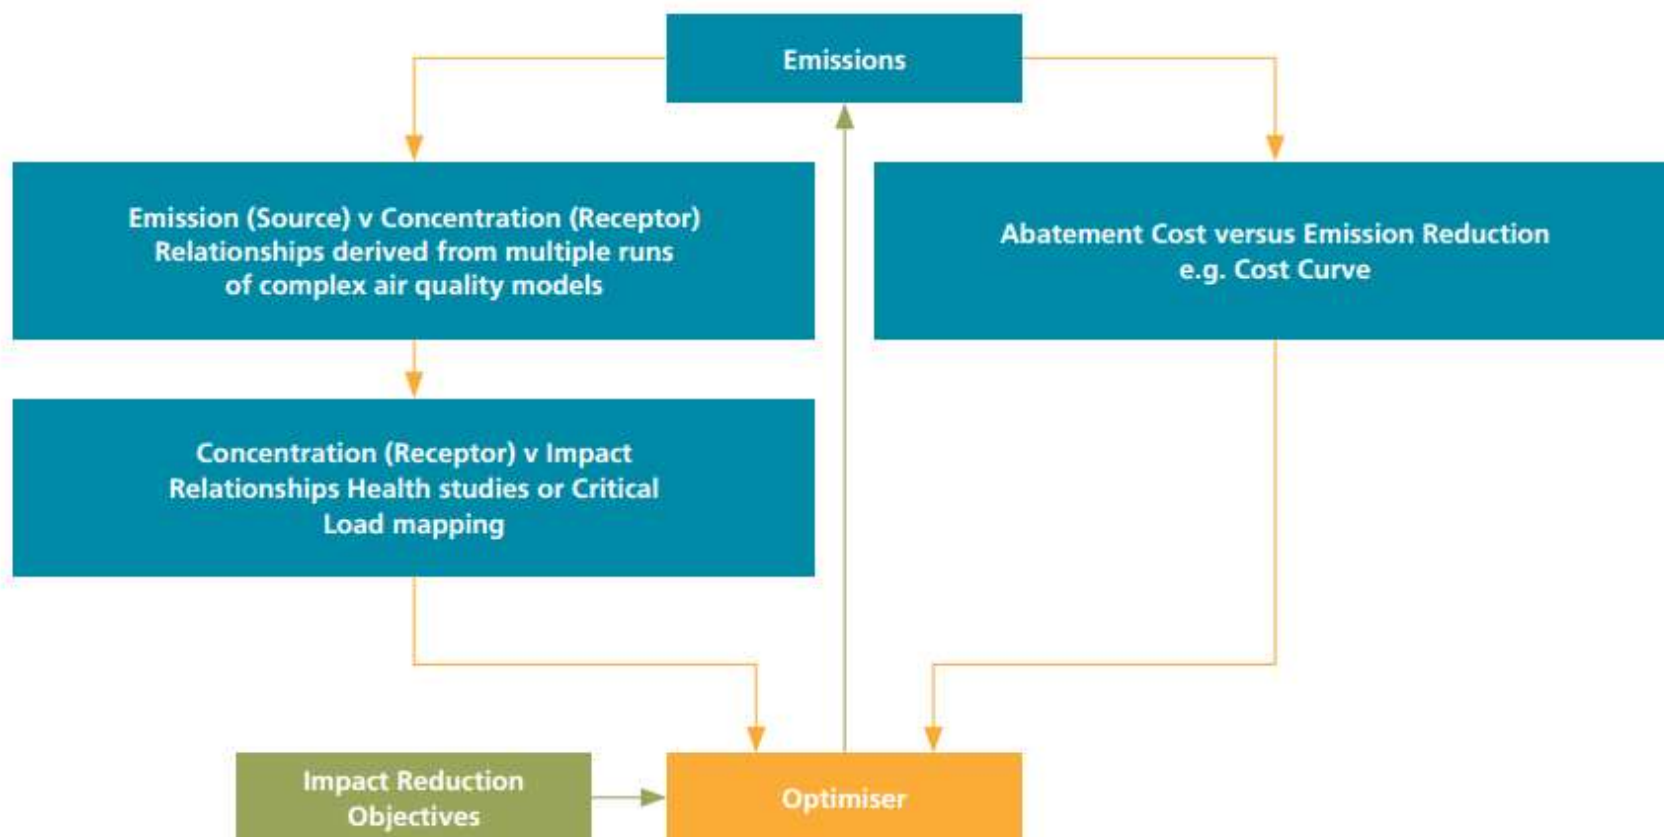 Emissions
Emission (Source) v Concentration (Receptor)
Relationships derived from multiple runs
of complex air quality models
Abatement Cost versus Emission Reduction
e.g. Cost Curve
Concentration (Receptor) v Impact
Relationships Health studies or Critical
Load mapping
Impact Reduction
Objectives
Optimiser